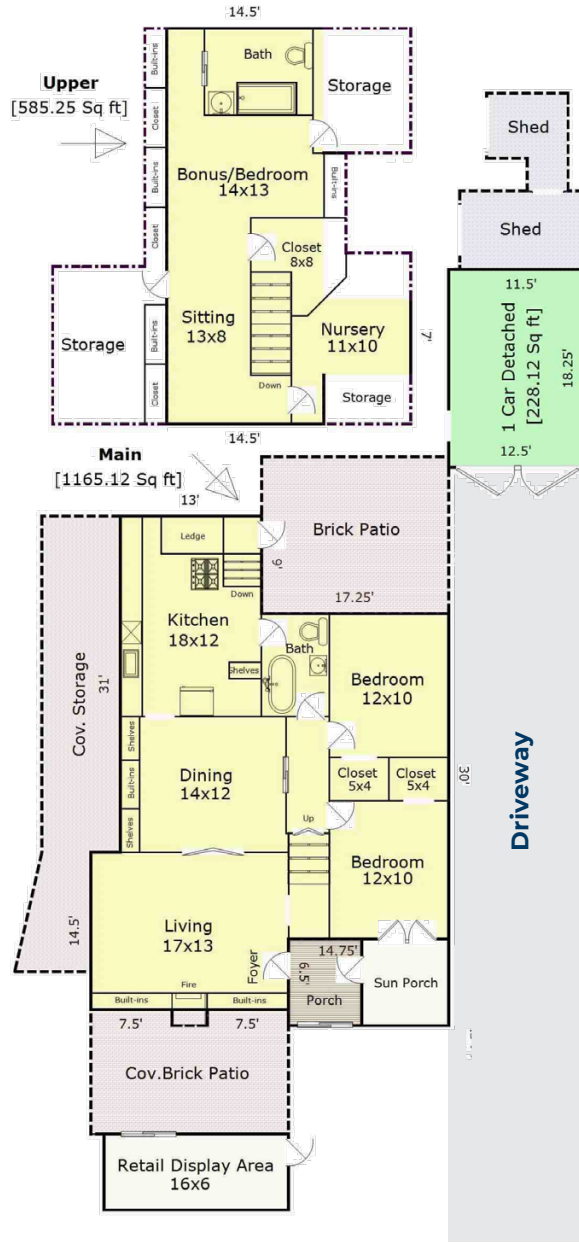 14.5'
Upper
[585.25 Sq ft]
Built-ins
Closet
Built-ins
Closet
Built-ins
Closet
Bath
Storage
Bonus/Bedroom
14x13
Built-ins
Closet
8x8
Sitting
13x8
Nursery
11x10
7'
Storage
Down
Storage
14.5'
Shed
Shed
11.5'
1 Car Detached
[228.12 Sq ft]
18.25'
12.5'
Main
[1165.12 Sq ft]
13'
Ledge
Brick Patio
9'
17.25'
Down
Kitchen
18x12
Shelves
Bath
Bedroom
12x10
Cov. Storage
31'
Shelves
Built-ins
Shelves
Dining
14x12
Closet
5x4
Closet
5x4
30'
Driveway
Up
Bedroom
12x10
14.5'
Living
17x13
Foyer
Fire
14.75'
6.5'
Porch
Sun Porch
Built-ins
Built-ins
7.5'
7.5'
Cov.Brick Patio
Retail Display Area
16x6